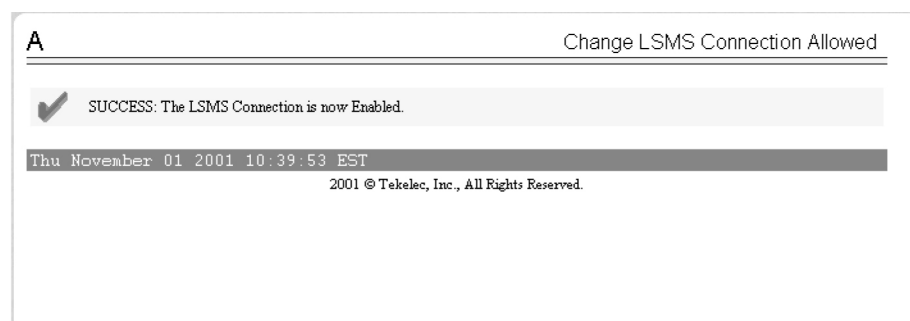 A
Change LSMS Connection Allowed
SUCCESS: The LSMS Connection is now Enabled.
Thu November 01 2001 10:39:53 EST
2001 © Tekelec, Inc., All Rights Reserved.